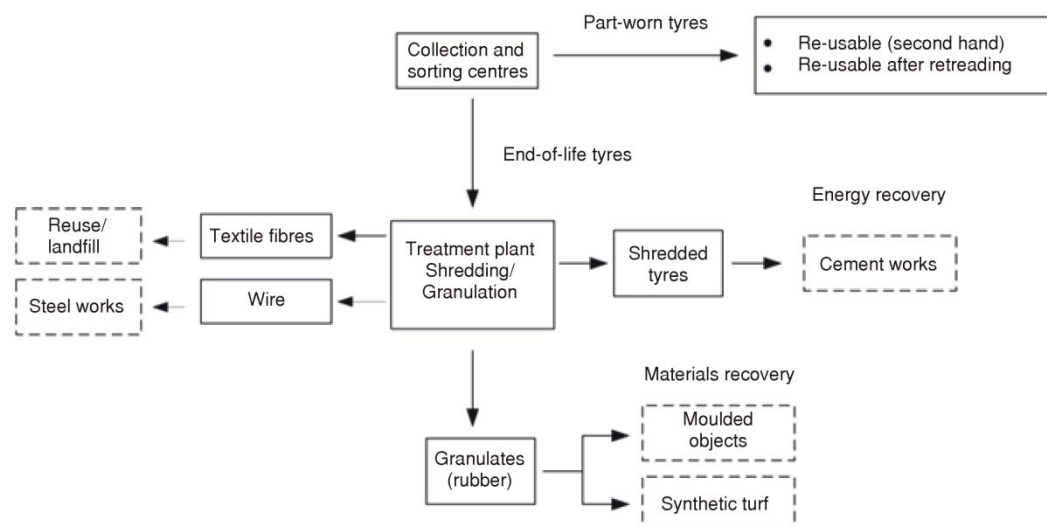 Part-worn tyres
Collection and
sorting centres
• Re-usable (second hand)
• Re-usable after retreading
End-of-life tyres
Energy recovery
Reuse/
landfill
Textile fibres
Treatment plant
Shredding/
Granulation
Shredded
tyres
Cement works
Steel works
Wire
Materials recovery
Granulates
(rubber)
Moulded
objects
Synthetic turf